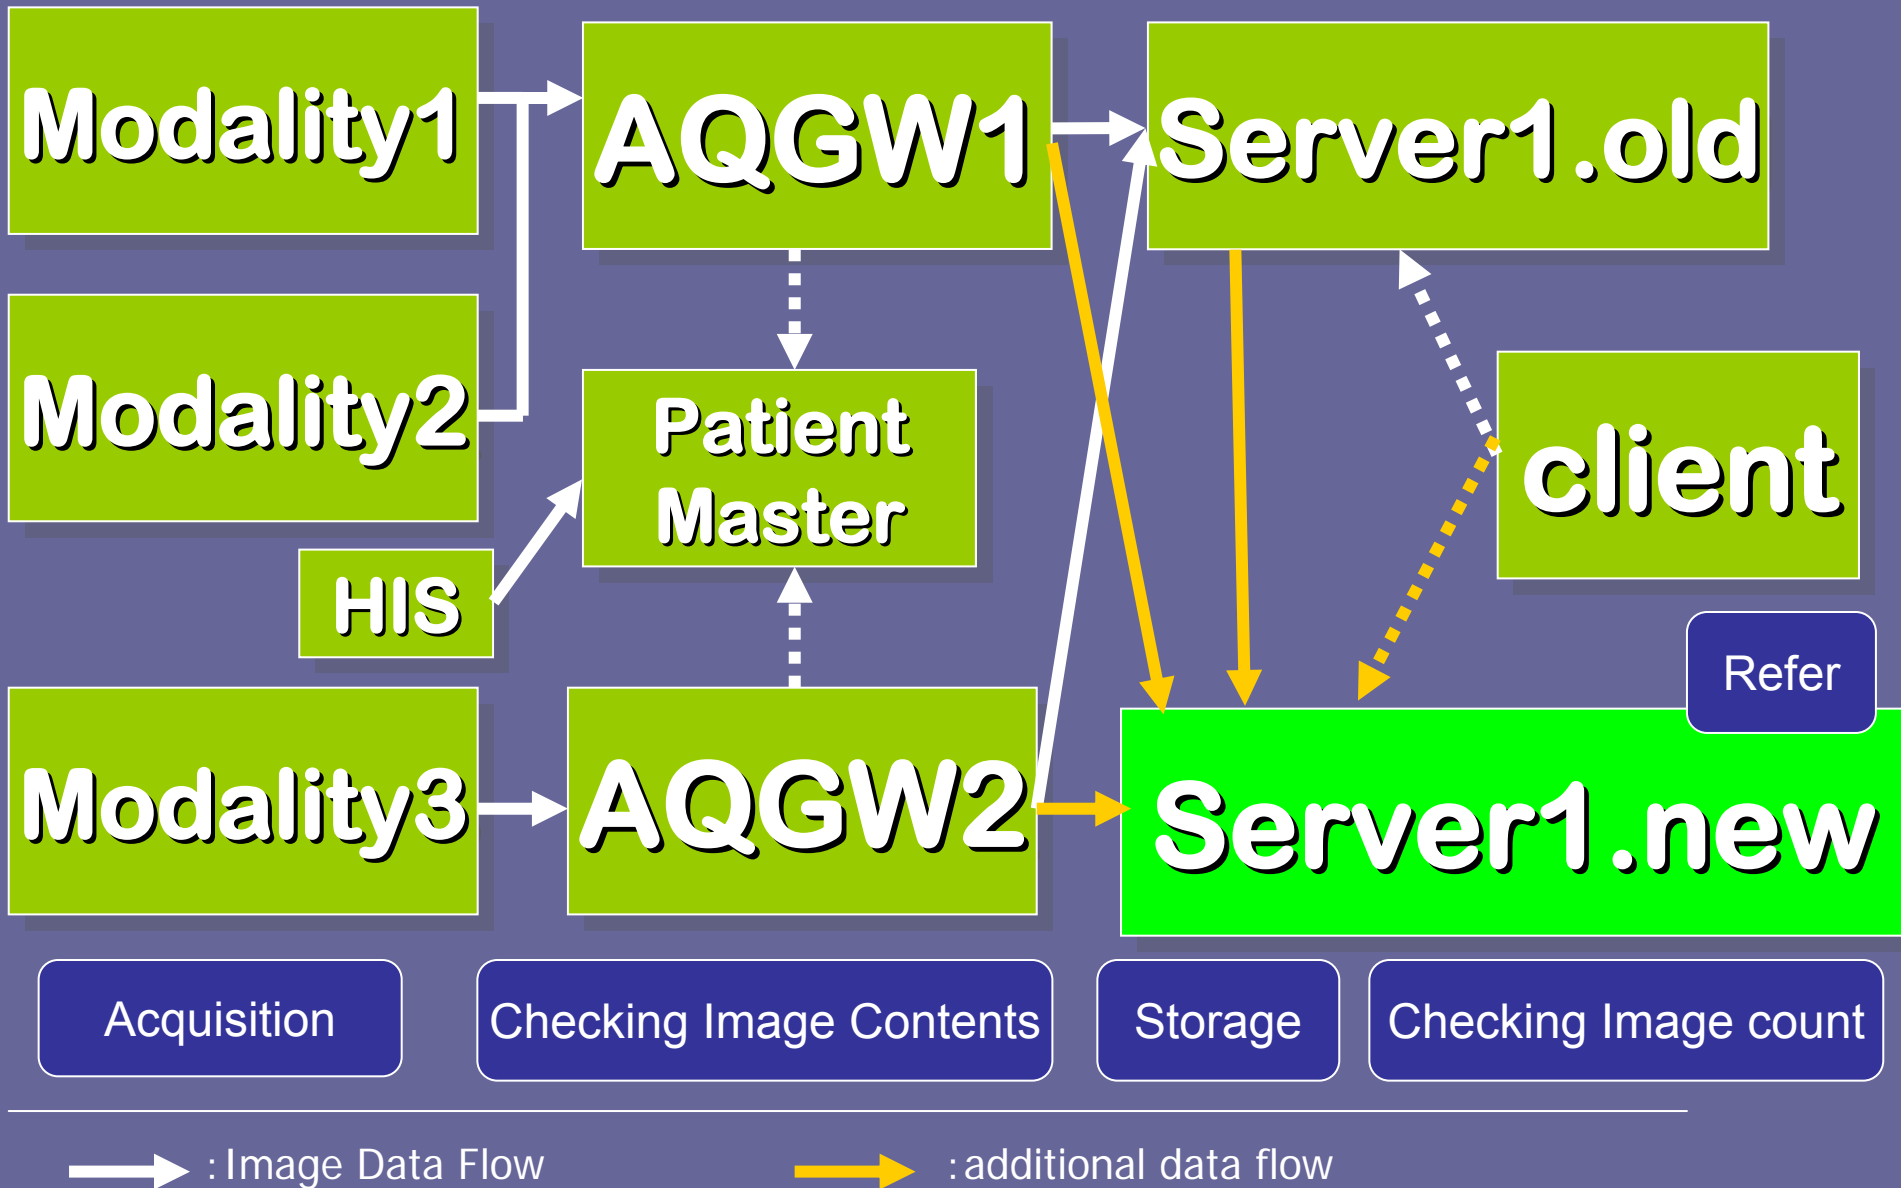 Modality1
AQGW1
Server1.old
Modality2
Patient
Master
client
HIS
Refer
Modality3
AQGW2
Server1.new
Acquisition
Checking Image Contents
Storage
Checking Image count
:Image Data Flow
:additional data flow